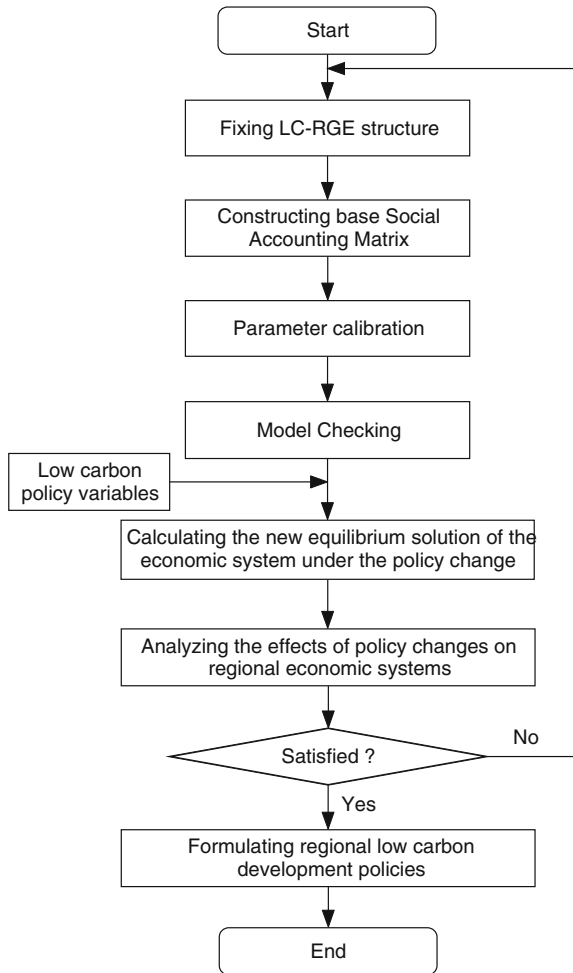 Start
Fixing LC-RGE structure
Constructing base Social
Accounting Matrix
Parameter calibration
Model Checking
Low carbon
policy variables
Calculating the new equilibrium solution of the
economic system under the policy change
Analyzing the effects of policy changes on
regional economic systems
Satisfied ?
No
Yes
Formulating regional low carbon
development policies
End